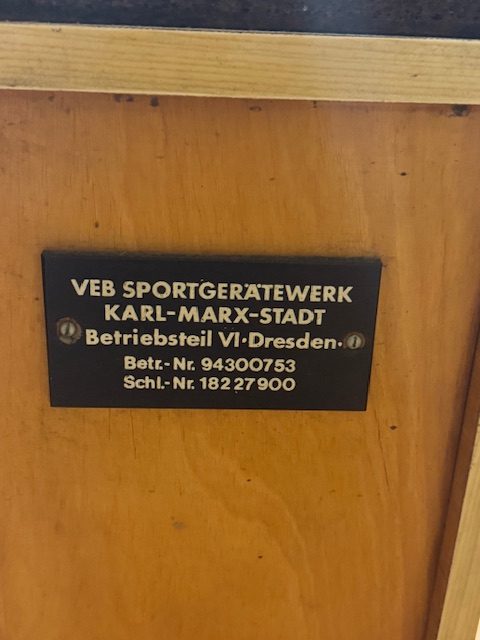 VEB SPORTGERÄTEWERK
KARL-MARX-STADT
Betriebsteil VI·Dresden·
Betr.-Nr. 94300753
Schl.-Nr. 18227900